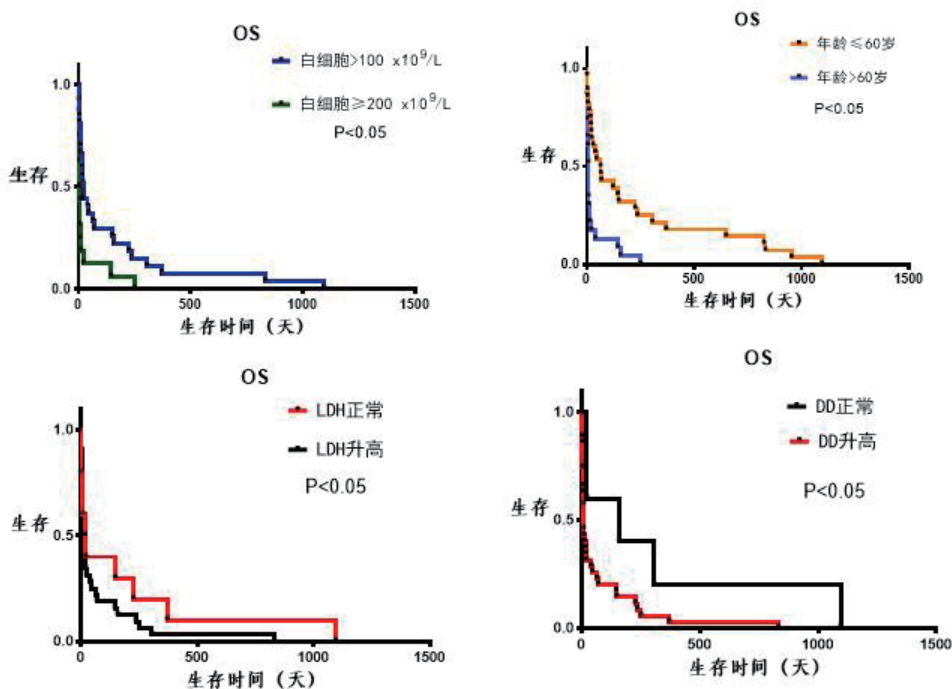 OS
白细胞>100 x10⁹/L
白细胞≥200 x10⁹/L
P<0.05
1.0
0.5
0.0
生存
0
500
1000
1500
生存时间（天）
OS
年龄≤60岁
年龄>60岁
P<0.05
1.0
0.5
0.0
生存
0
500
1000
1500
生存时间（天）
OS
LDH正常
LDH升高
P<0.05
1.0
0.5
0.0
生存
0
500
1000
1500
生存时间（天）
OS
DD正常
DD升高
P<0.05
1.0
0.5
0.0
生存
0
500
1000
1500
生存时间（天）